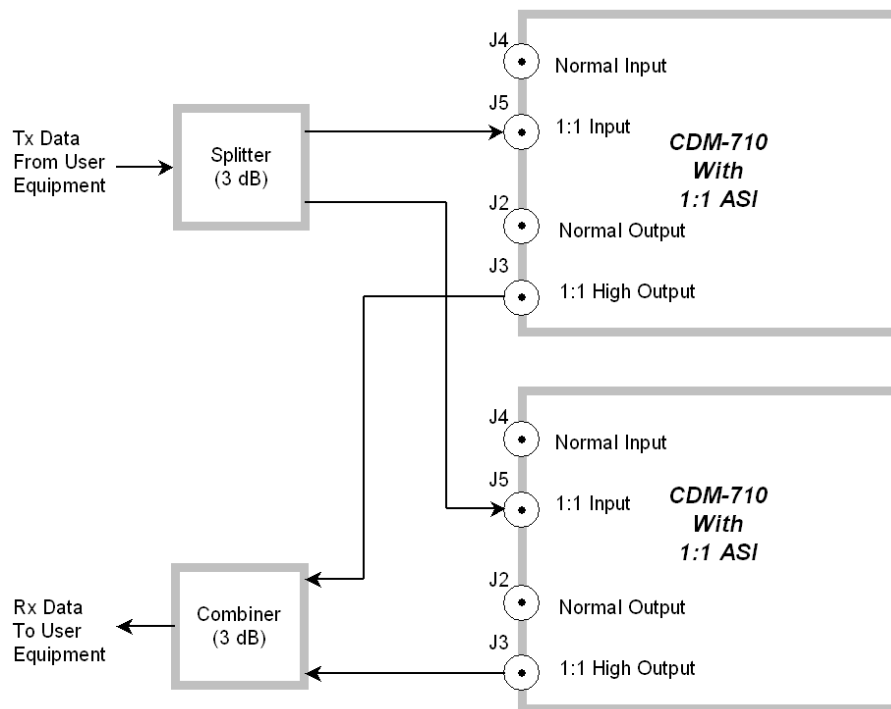 Tx Data
From User
Equipment
Splitter
(3 dB)
J4
Normal Input
J5
1:1 Input
J2
Normal Output
J3
1:1 High Output
CDM-710
With
1:1 ASI
J4
Normal Input
J5
1:1 Input
J2
Normal Output
J3
1:1 High Output
CDM-710
With
1:1 ASI
Rx Data
To User
Equipment
Combiner
(3 dB)